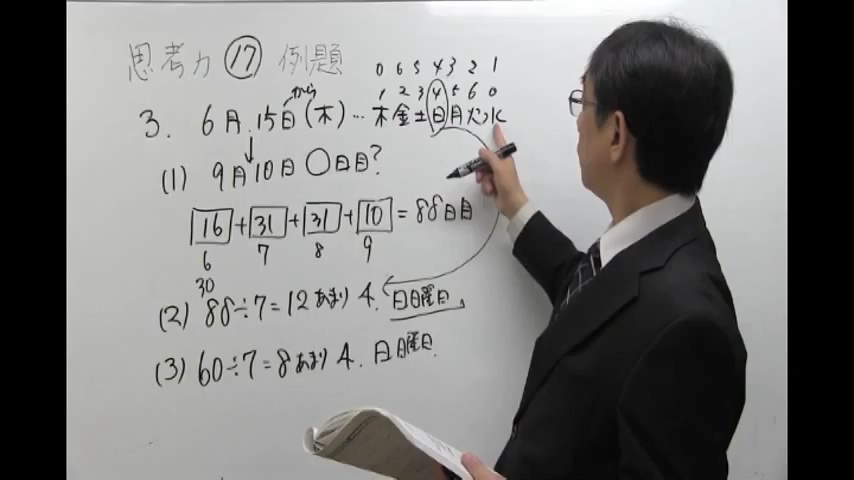 思考力 17 例題
0 6 5 4 3 2 1
1 2 3 4 5 6 0
から
3. 6月15日(木)… 木金土日月火水
(1) 9月10日 ○日目?
16+31+31+10=88日目
6 7 8 9
30
(2) 88÷7=12あまり4. 日曜日
(3) 60÷7=8あまり4. 日曜日.